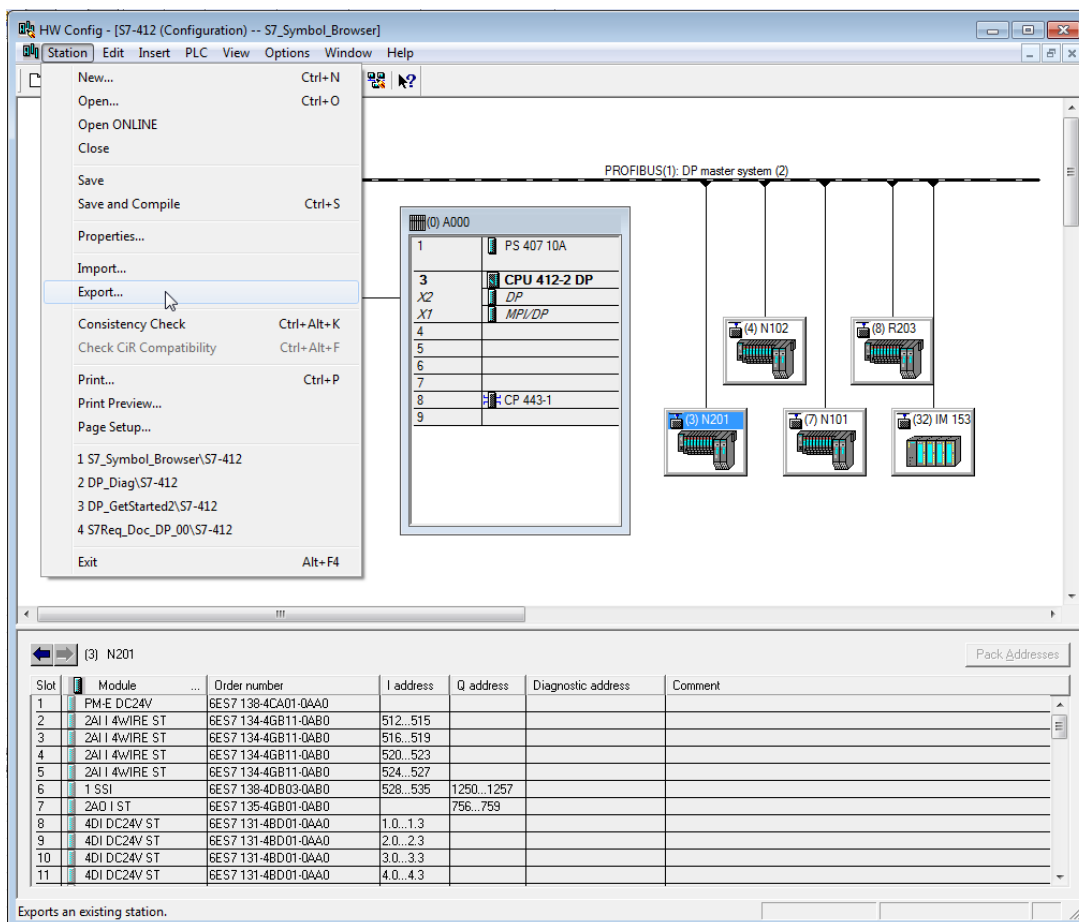 HW Config - [S7-412 (Configuration) -- S7_Symbol_Browser]
Station Edit Insert PLC View Options Window Help
New... Ctrl+N
Open... Ctrl+O
Open ONLINE
Close
Save
Save and Compile Ctrl+S
Properties...
Import...
Export...
Consistency Check Ctrl+Alt+K
Check CiR Compatibility Ctrl+Alt+F
Print... Ctrl+P
Print Preview...
Page Setup...
1 S7_Symbol_Browser\S7-412
2 DP_Diag\S7-412
3 DP_GetStarted2\S7-412
4 S7Req_Doc_DP_00\S7-412
Exit Alt+F4
PROFIBUS(1): DP master system (2)
(0) A000
1 PS 407 10A
3 CPU 412-2 DP
X2 DP
X1 MPI/DP
4
5
6
7
8 CP 443-1
9
(4) N102 (8) R203
(3) N201 (7) N101 (32) IM 153
(3) N201 Pack Addresses
Slot Module ... Order number I address Q address Diagnostic address Comment
1 PM-E DC24V 6ES7 138-4CA01-0AA0
2 2AI I 4WIRE ST 6ES7 134-4GB11-0AB0 512...515
3 2AI I 4WIRE ST 6ES7 134-4GB11-0AB0 516...519
4 2AI I 4WIRE ST 6ES7 134-4GB11-0AB0 520...523
5 2AI I 4WIRE ST 6ES7 134-4GB11-0AB0 524...527
6 1 SSI 6ES7 138-4DB03-0AB0 528...535 1250...1257
7 2AO I ST 6ES7 135-4GB01-0AB0 756...759
8 4DI DC24V ST 6ES7 131-4BD01-0AA0 1.0...1.3
9 4DI DC24V ST 6ES7 131-4BD01-0AA0 2.0...2.3
10 4DI DC24V ST 6ES7 131-4BD01-0AA0 3.0...3.3
11 4DI DC24V ST 6ES7 131-4BD01-0AA0 4.0...4.3
Exports an existing station.